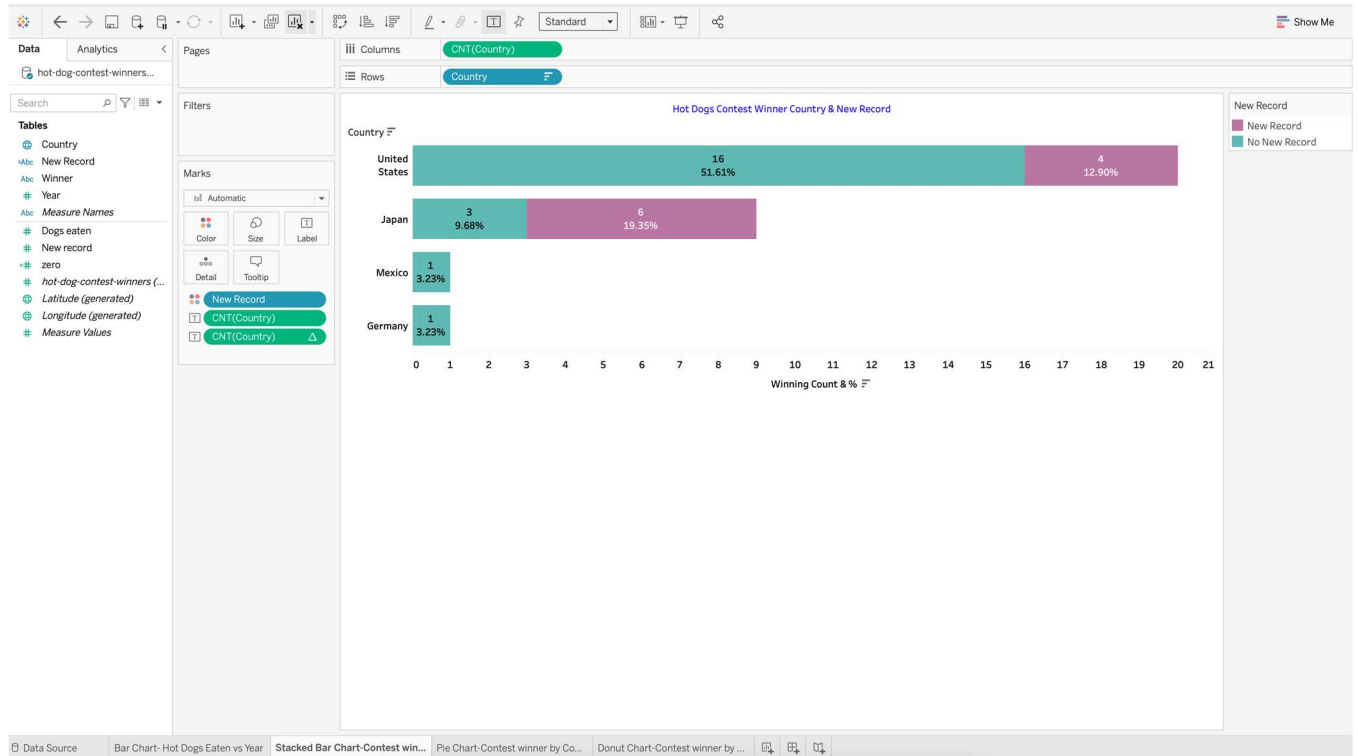 Standard
Show Me
Data
Analytics
Pages
Columns
CNT(Country)
hot-dog-contest-winners...
Rows
Country
Search
Filters
Tables
Country
Abc New Record
Abc Winner
# Year
Abc Measure Names
# Dogs eaten
# New record
# zero
# hot-dog-contest-winners (...
Latitude (generated)
Longitude (generated)
# Measure Values
Marks
Automatic
Color
Size
Label
Detail
Tooltip
New Record
CNT(Country)
CNT(Country) △
Hot Dogs Contest Winner Country & New Record
Country
United
States
16
51.61%
4
12.90%
Japan
3
9.68%
6
19.35%
Mexico
1
3.23%
Germany
1
3.23%
0 1 2 3 4 5 6 7 8 9 10 11 12 13 14 15 16 17 18 19 20 21
Winning Count & %
New Record
New Record
No New Record
Data Source
Bar Chart- Hot Dogs Eaten vs Year
Stacked Bar Chart-Contest win...
Pie Chart-Contest winner by Co...
Donut Chart-Contest winner by ...